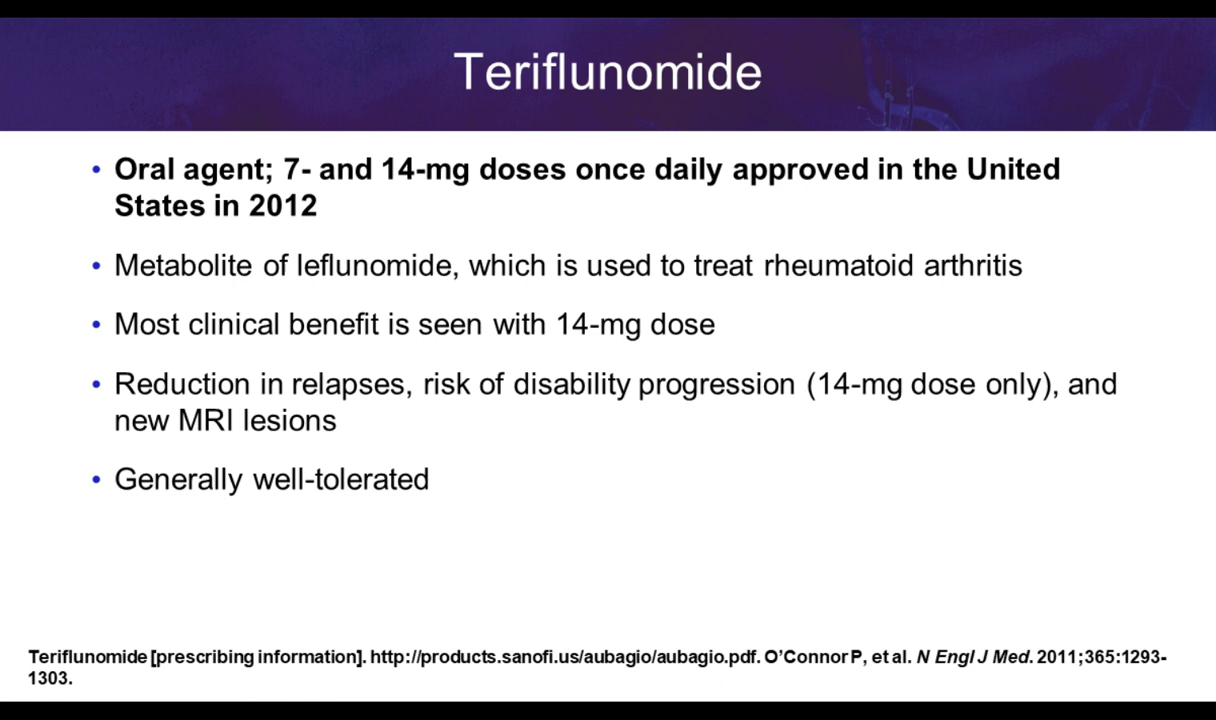 Teriflunomide
• Oral agent; 7- and 14-mg doses once daily approved in the United
States in 2012
• Metabolite of leflunomide, which is used to treat rheumatoid arthritis
• Most clinical benefit is seen with 14-mg dose
• Reduction in relapses, risk of disability progression (14-mg dose only), and
new MRI lesions
• Generally well-tolerated
Teriflunomide [prescribing information]. http://products.sanofi.us/aubagio/aubagio.pdf. O’Connor P, et al. N Engl J Med. 2011;365:1293-
1303.